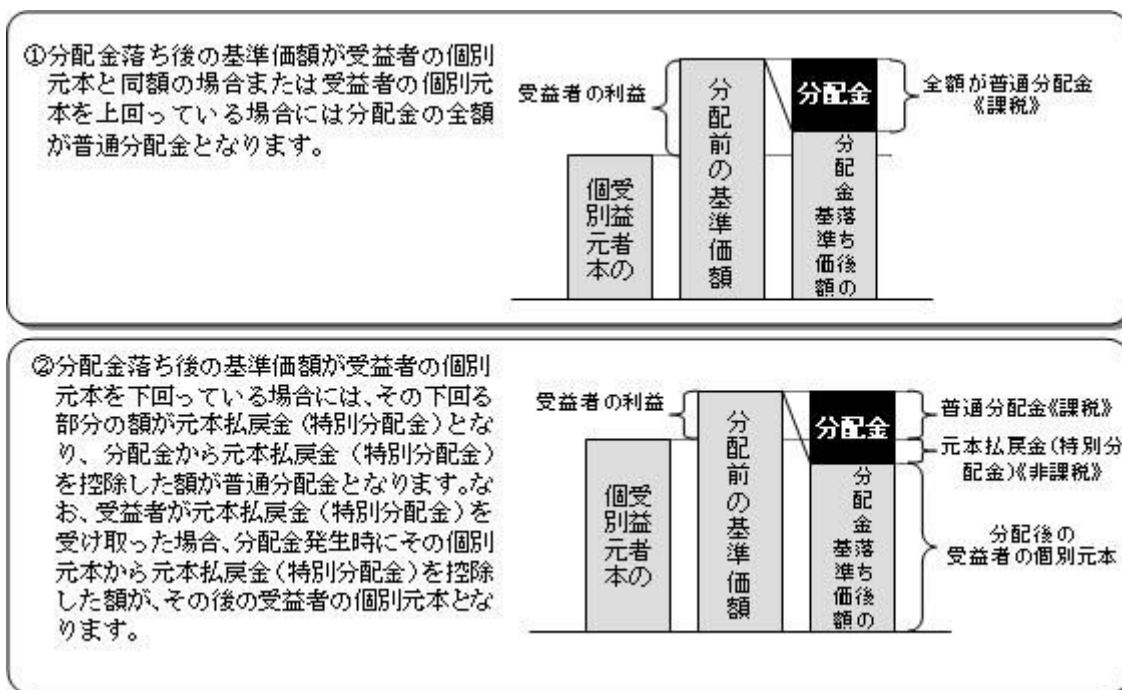 ①分配金落ち後の基準価額が受益者の個別
元本と同額の場合または受益者の個別元
本を上回っている場合には分配金の全額
が普通分配金となります。
受益者の利益
受益者の
個別元本
分配前の基準価額
分配金
分配金落ち後の
基準価額
全額が普通分配金
《課税》
②分配金落ち後の基準価額が受益者の個別
元本を下回っている場合には、その下回る
部分の額が元本払戻金(特別分配金)とな
り、分配金から元本払戻金(特別分配金)
を控除した額が普通分配金となります。な
お、受益者が元本払戻金(特別分配金)を
受け取った場合、分配金発生時にその個別
元本から元本払戻金(特別分配金)を控除
した額が、その後の受益者の個別元本とな
ります。
受益者の利益
受益者の
個別元本
分配前の基準価額
分配金
分配金落ち後の
基準価額
普通分配金《課税》
元本払戻金(特別分
配金)《非課税》
分配後の
受益者の個別元本